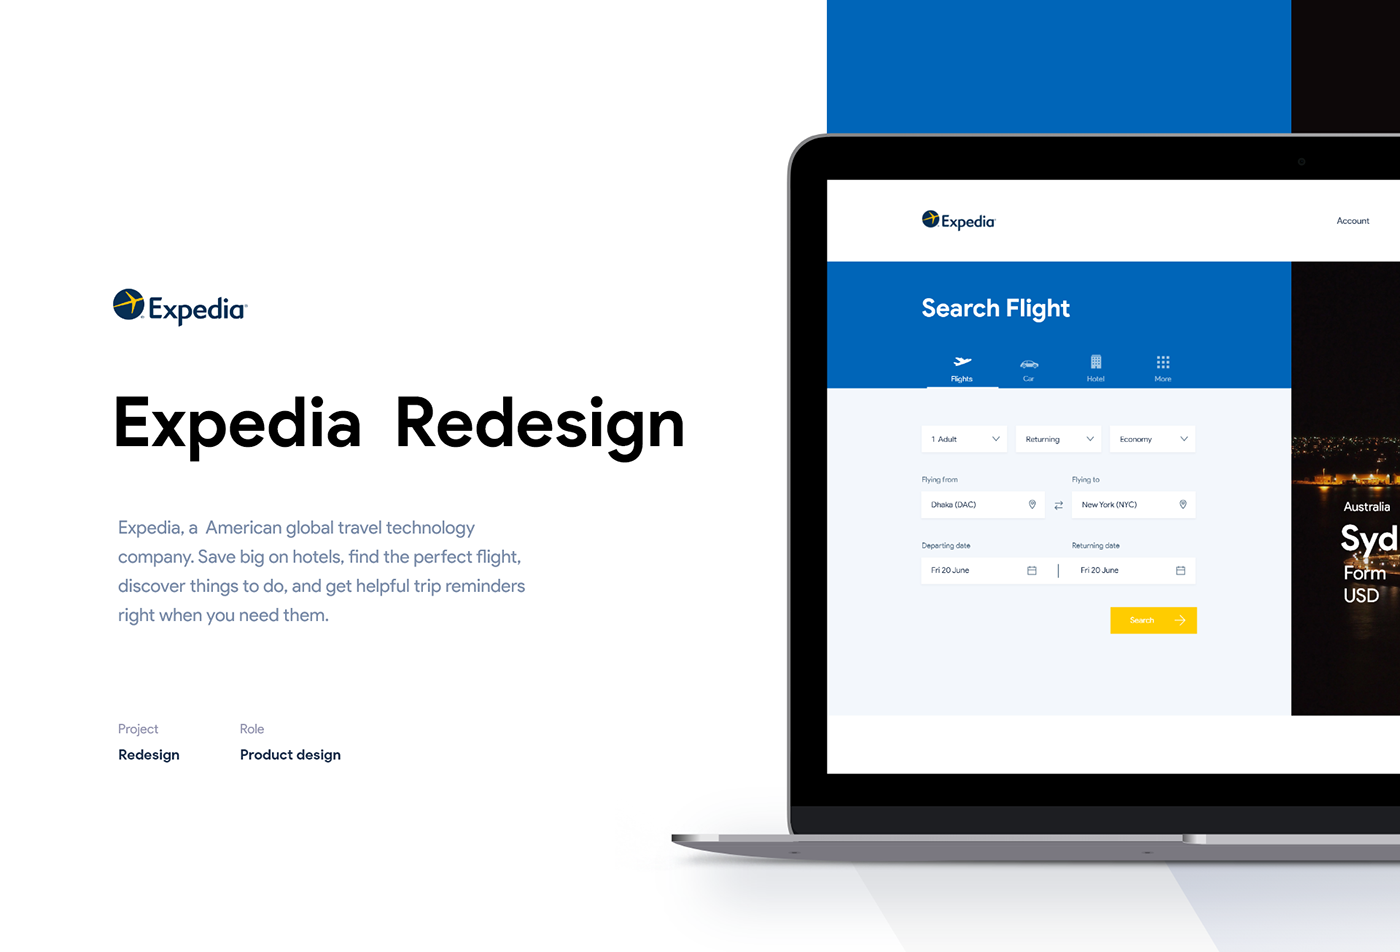 Expedia
Expedia Redesign
Expedia, a American global travel technology
company. Save big on hotels, find the perfect flight,
discover things to do, and get helpful trip reminders
right when you need them.
Project
Redesign
Role
Product design
Expedia
Account
Search Flight
Flights
Car
Hotel
More
1 Adult
Returning
Economy
Flying from
Flying to
Dhaka (DAC)
New York (NYC)
Departing date
Returning date
Fri 20 June
Fri 20 June
Search
Australia
Syd
Form
USD